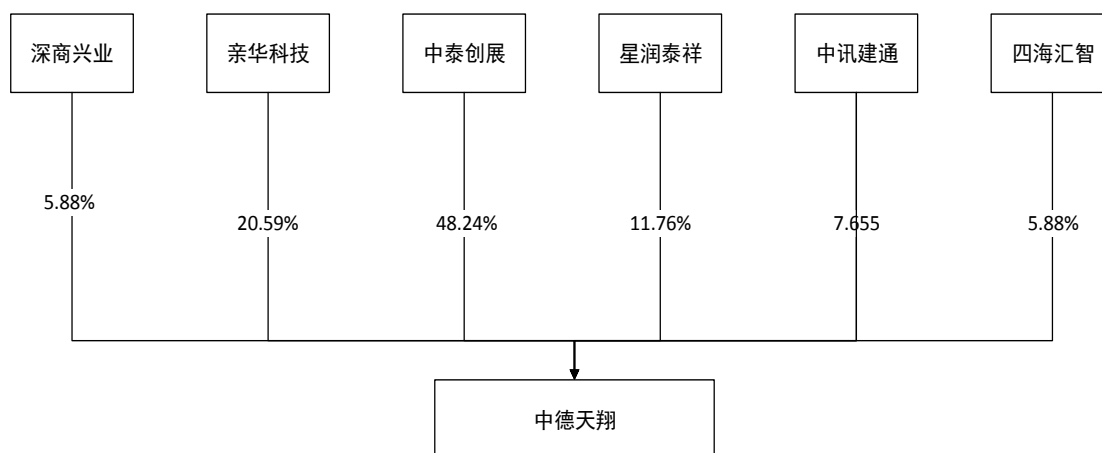 深商兴业
亲华科技
中泰创展
星润泰祥
中讯建通
四海汇智
5.88%
20.59%
48.24%
11.76%
7.655
5.88%
中德天翔